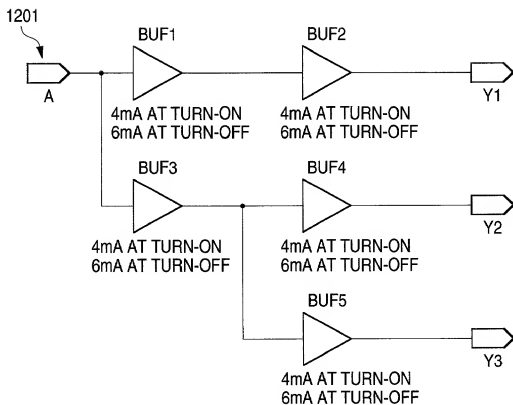 1201
BUF1
BUF2
A
Y1
4mA AT TURN-ON
6mA AT TURN-OFF
4mA AT TURN-ON
6mA AT TURN-OFF
BUF3
BUF4
Y2
4mA AT TURN-ON
6mA AT TURN-OFF
4mA AT TURN-ON
6mA AT TURN-OFF
BUF5
Y3
4mA AT TURN-ON
6mA AT TURN-OFF